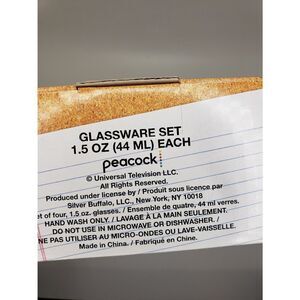 GLASSWARE SET
1.5 OZ (44 ML) EACH
peacock
© Universal Television LLC.
All Rights Reserved.
Produced under license by / Produit sous licence par
Silver Buffalo, LLC., New York, NY 10018
et of four, 1.5 oz. glasses. / Ensemble de quatre, 44 ml verres.
HAND WASH ONLY. / LAVAGE À LA MAIN SEULEMENT.
DO NOT USE IN MICROWAVE OR DISHWASHER. /
NE PAS UTILISER AU MICRO-ONDES OU LAVE-VAISSELLE.
Made in China. / Fabriqué en Chine.